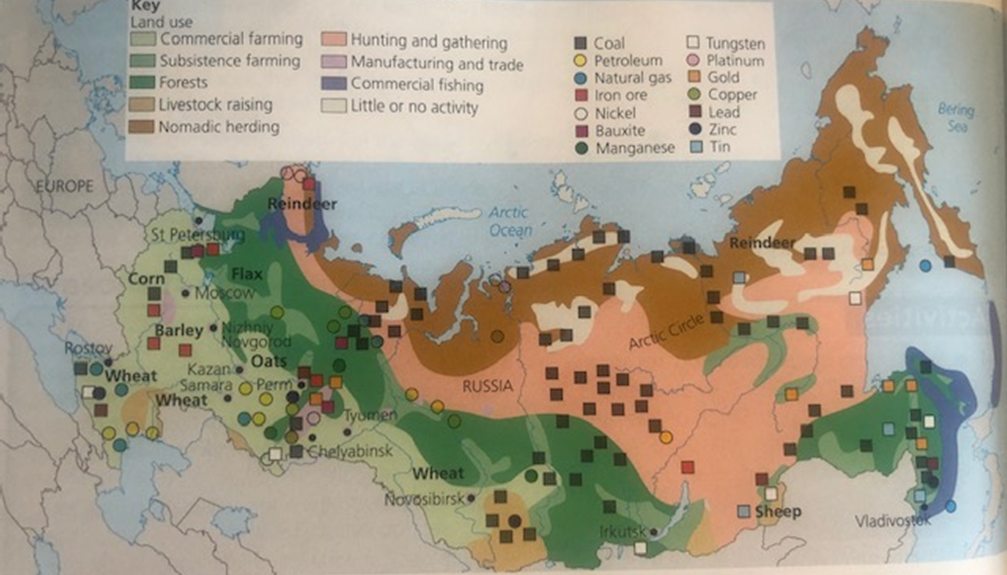 Key
Land use
Commercial farming
Subsistence farming
Forests
Livestock raising
Nomadic herding
Hunting and gathering
Manufacturing and trade
Commercial fishing
Little or no activity
Coal
Petroleum
Natural gas
Iron ore
Nickel
Bauxite
Manganese
Tungsten
Platinum
Gold
Copper
Lead
Zinc
Tin
Bering
Sea
EUROPE
Reindeer
Arctic
Ocean
St Petersburg
Reindeer
Corn
Flax
Moscow
Barley
Nizhniy
Novgorod
Arctic Circle
Rostov
Oats
Kazan
Wheat
Samara
Perm
RUSSIA
Wheat
Tyumen
Chelyabinsk
Wheat
Novosibirsk
Irkutsk
Sheep
Vladivostok